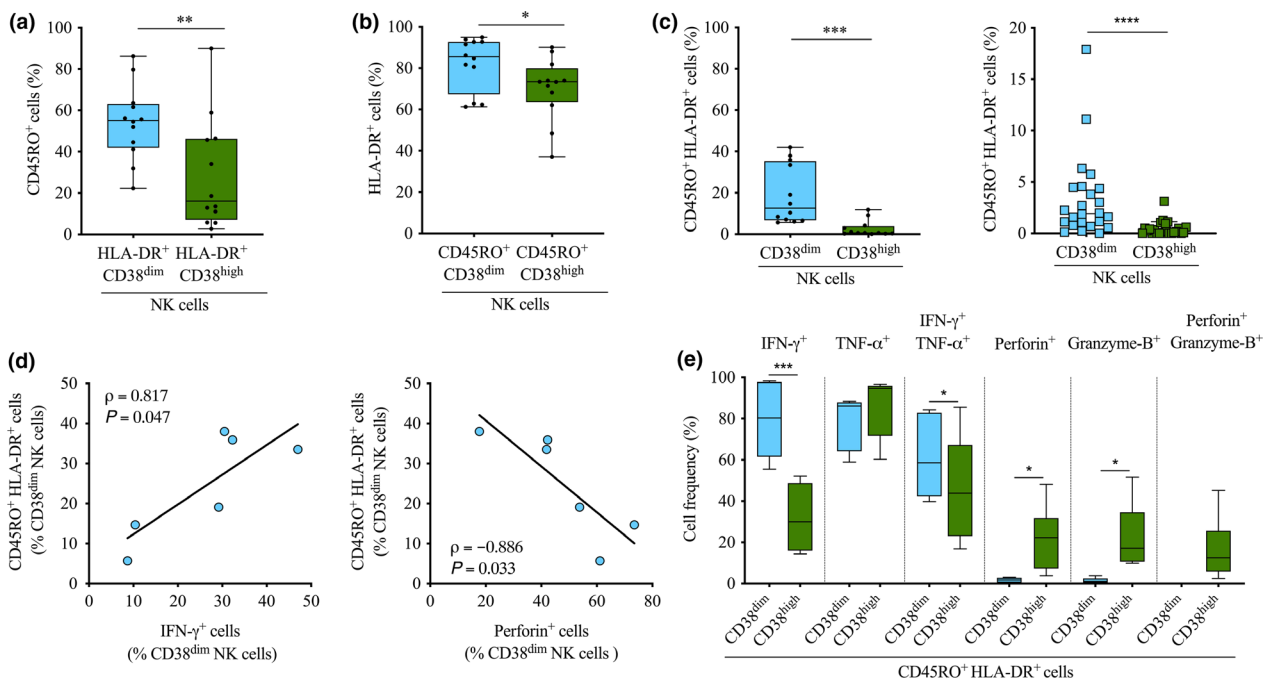 (a)
**
100
80
60
40
20
0
CD45RO⁺ cells (%)
HLA-DR⁺ HLA-DR⁺
CD38ᵈⁱᵐ CD38ʰⁱᵍʰ
NK cells
(b)
*
100
80
60
40
20
0
HLA-DR⁺ cells (%)
CD45RO⁺ CD45RO⁺
CD38ᵈⁱᵐ CD38ʰⁱᵍʰ
NK cells
(c)
***
100
80
60
40
20
0
CD45RO⁺ HLA-DR⁺ cells (%)
CD38ᵈⁱᵐ CD38ʰⁱᵍʰ
NK cells
****
20
15
10
5
0
CD45RO⁺ HLA-DR⁺ cells (%)
CD38ᵈⁱᵐ CD38ʰⁱᵍʰ
NK cells
(d)
50
40
30
20
10
0
CD45RO⁺ HLA-DR⁺ cells
(% CD38ᵈⁱᵐ NK cells)
ρ = 0.817
P = 0.047
0 10 20 30 40 50
IFN-γ⁺ cells
(% CD38ᵈⁱᵐ NK cells)
50
40
30
20
10
0
CD45RO⁺ HLA-DR⁺ cells
(% CD38ᵈⁱᵐ NK cells)
ρ = −0.886
P = 0.033
0 20 40 60 80
Perforin⁺ cells
(% CD38ᵈⁱᵐ NK cells )
(e)
IFN-γ⁺
TNF-α⁺
IFN-γ⁺
TNF-α⁺
Perforin⁺
Granzyme-B⁺
Perforin⁺
Granzyme-B⁺
***
*
*
*
100
80
60
40
20
0
Cell frequency (%)
CD38ᵈⁱᵐ
CD38ʰⁱᵍʰ
CD38ᵈⁱᵐ
CD38ʰⁱᵍʰ
CD38ᵈⁱᵐ
CD38ʰⁱᵍʰ
CD38ᵈⁱᵐ
CD38ʰⁱᵍʰ
CD38ᵈⁱᵐ
CD38ʰⁱᵍʰ
CD38ᵈⁱᵐ
CD38ʰⁱᵍʰ
CD45RO⁺ HLA-DR⁺ cells